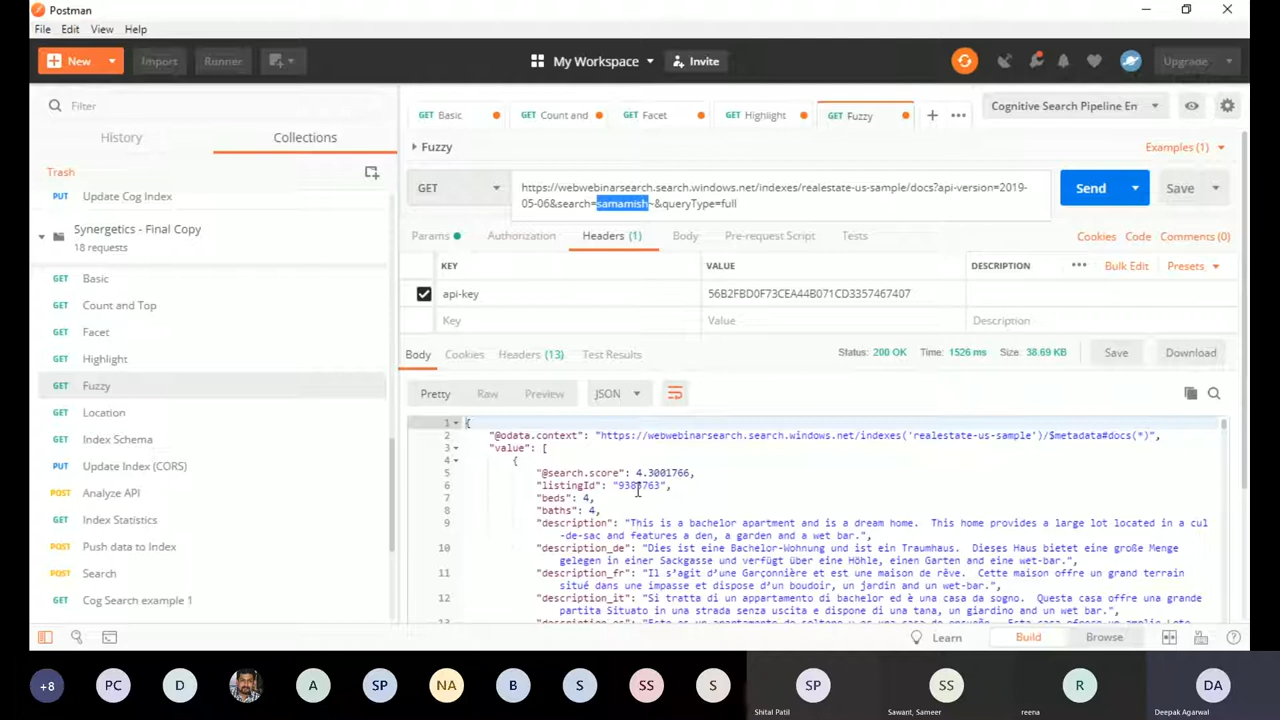 Postman
File Edit View Help
New Import Runner My Workspace Invite Upgrade
Filter
History Collections
Trash
PUT Update Cog Index
Synergetics - Final Copy
18 requests
GET Basic
GET Count and Top
GET Facet
GET Highlight
GET Fuzzy
GET Location
GET Index Schema
PUT Update Index (CORS)
POST Analyze API
GET Index Statistics
POST Push data to Index
POST Search
GET Cog Search example 1
GET Basic GET Count and GET Facet GET Highlight GET Fuzzy + ••• Cognitive Search Pipeline En
Fuzzy Examples (1)
GET https://webwebinarsearch.search.windows.net/indexes/realestate-us-sample/docs?api-version=2019-
05-06&search=samamish~&queryType=full
Send Save
Params Authorization Headers (1) Body Pre-request Script Tests Cookies Code Comments (0)
KEY VALUE DESCRIPTION ••• Bulk Edit Presets
api-key 56B2FBD0F73CEA44B071CD3357467407
Key Value Description
Body Cookies Headers (13) Test Results Status: 200 OK Time: 1526 ms Size: 38.69 KB Save Download
Pretty Raw Preview JSON
1 {
2 "@odata.context": "https://webwebinarsearch.search.windows.net/indexes('realestate-us-sample')/$metadata#docs(*)",
3 "value": [
4 {
5 "@search.score": 4.3001766,
6 "listingId":
7 "beds": 4,
8 "baths": 4,
9 "description": "This is a bachelor apartment and is a dream home. This home provides a large lot located in a cul
-de-sac and features a den, a garden and a wet bar.",
10 "description_de": "Dies ist eine Bachelor-Wohnung und ist ein Traumhaus. Dieses Haus bietet eine große Menge
gelegen in einer Sackgasse und verfügt über eine Höhle, einen Garten and eine wet-bar.",
11 "description_fr": "Il s'agit d'une Garçonnière et est une maison de rêve. Cette maison offre un grand terrain
situé dans une impasse et dispose d'un boudoir, un jardin and un wet-bar.",
12 "description_it": "Si tratta di un appartamento di bachelor ed è una casa da sogno. Questa casa offre una grande
partita Situato in una strada senza uscita e dispone di una tana, un giardino and un wet bar.",
Learn Build Browse
+8 PC D A SP NA B S SS S SP SS R DA
Shital Patil Sawant, Sameer reena Deepak Agarwal